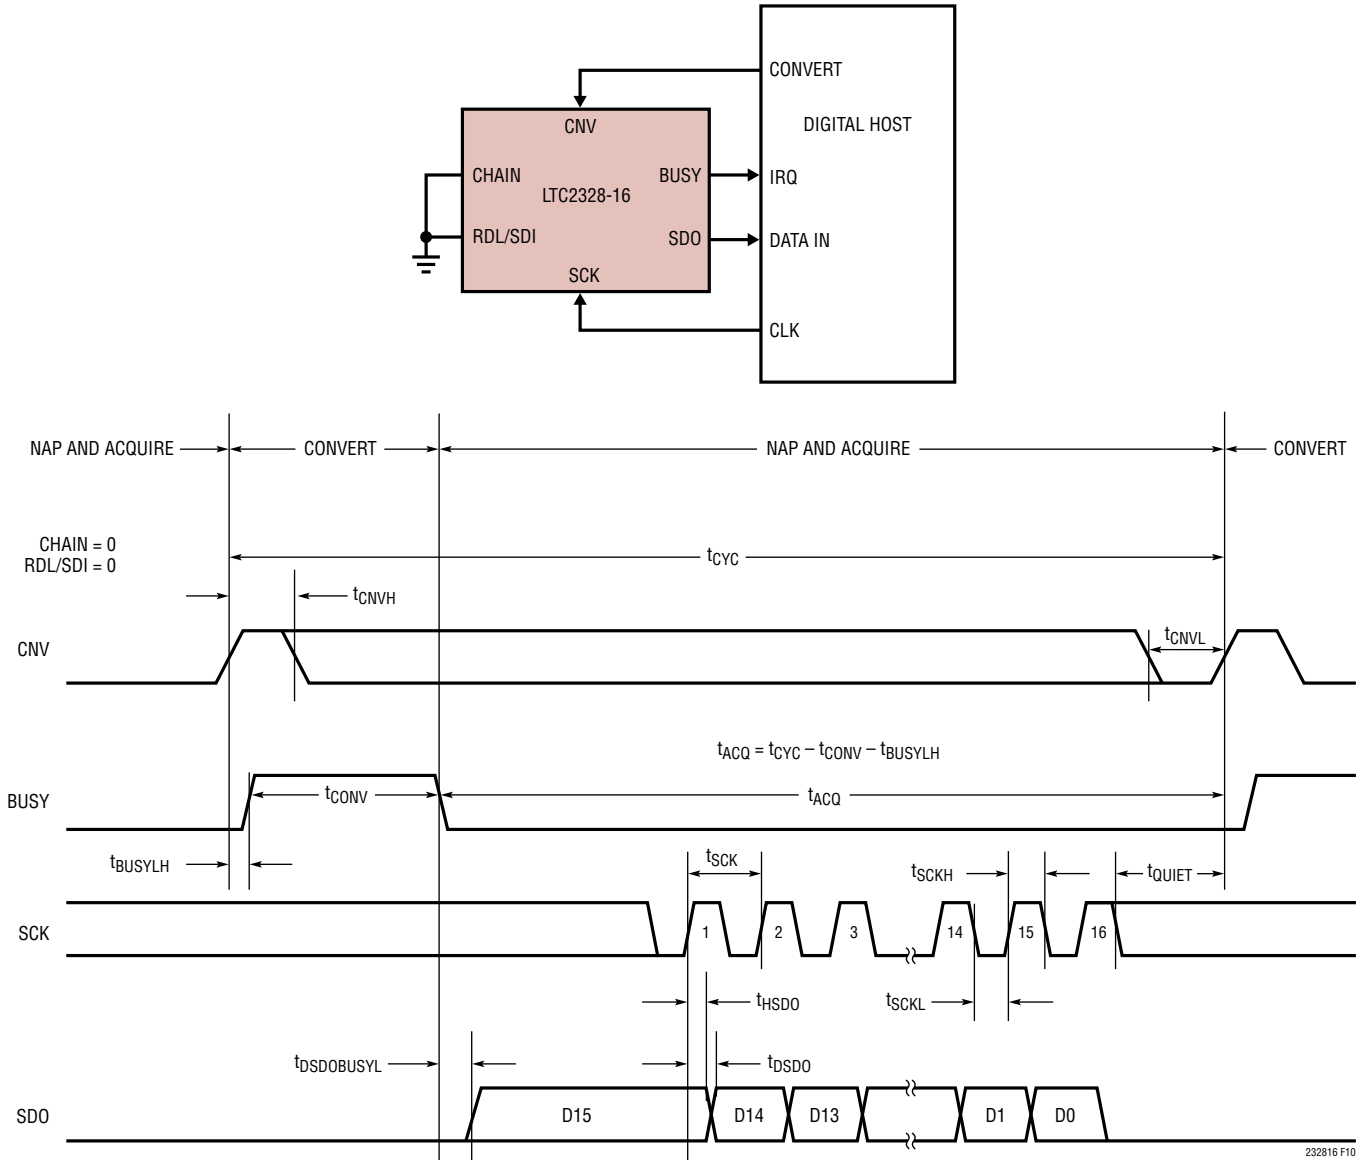 CONVERT
CNV
DIGITAL HOST
CHAIN
BUSY
IRQ
LTC2328-16
RDL/SDI
SDO
DATA IN
SCK
CLK
NAP AND ACQUIRE
CONVERT
NAP AND ACQUIRE
CONVERT
CHAIN = 0
RDL/SDI = 0
tCYC
tCNVH
CNV
tCNVL
tACQ = tCYC – tCONV – tBUSYLH
BUSY
tCONV
tACQ
tBUSYLH
tSCK
tSCKH
tQUIET
SCK
1
2
3
14
15
16
tHSDO
tSCKL
tDSDOBUSYL
tDSDO
SDO
D15
D14
D13
D1
D0
232816 F10